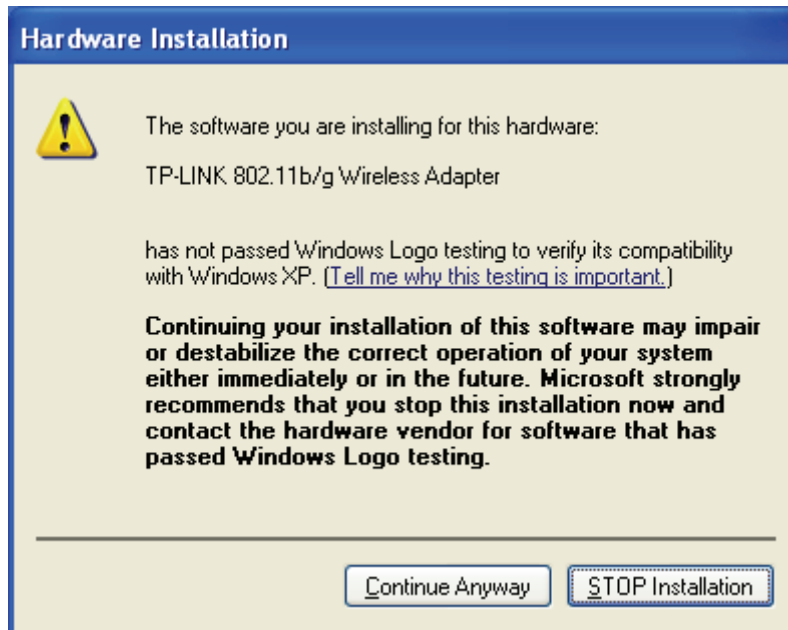 Hardware Installation
The software you are installing for this hardware:
TP-LINK 802.11b/g Wireless Adapter
has not passed Windows Logo testing to verify its compatibility
with Windows XP. (Tell me why this testing is important.)
Continuing your installation of this software may impair
or destabilize the correct operation of your system
either immediately or in the future. Microsoft strongly
recommends that you stop this installation now and
contact the hardware vendor for software that has
passed Windows Logo testing.
Continue Anyway
STOP Installation